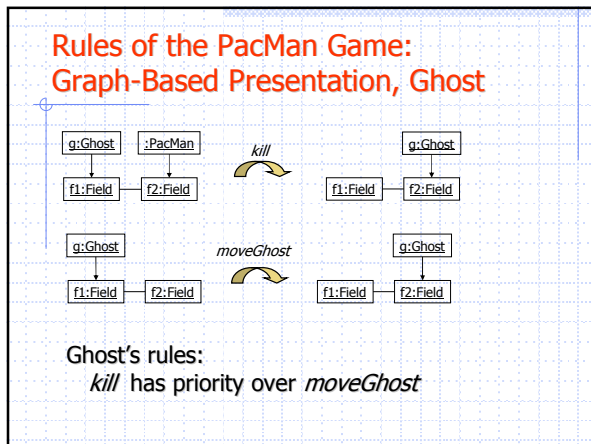 Rules of the PacMan Game:
Graph-Based Presentation, Ghost
g:Ghost :PacMan kill g:Ghost
f1:Field f2:Field f1:Field f2:Field
g:Ghost moveGhost g:Ghost
f1:Field f2:Field f1:Field f2:Field
Ghost's rules:
kill has priority over moveGhost